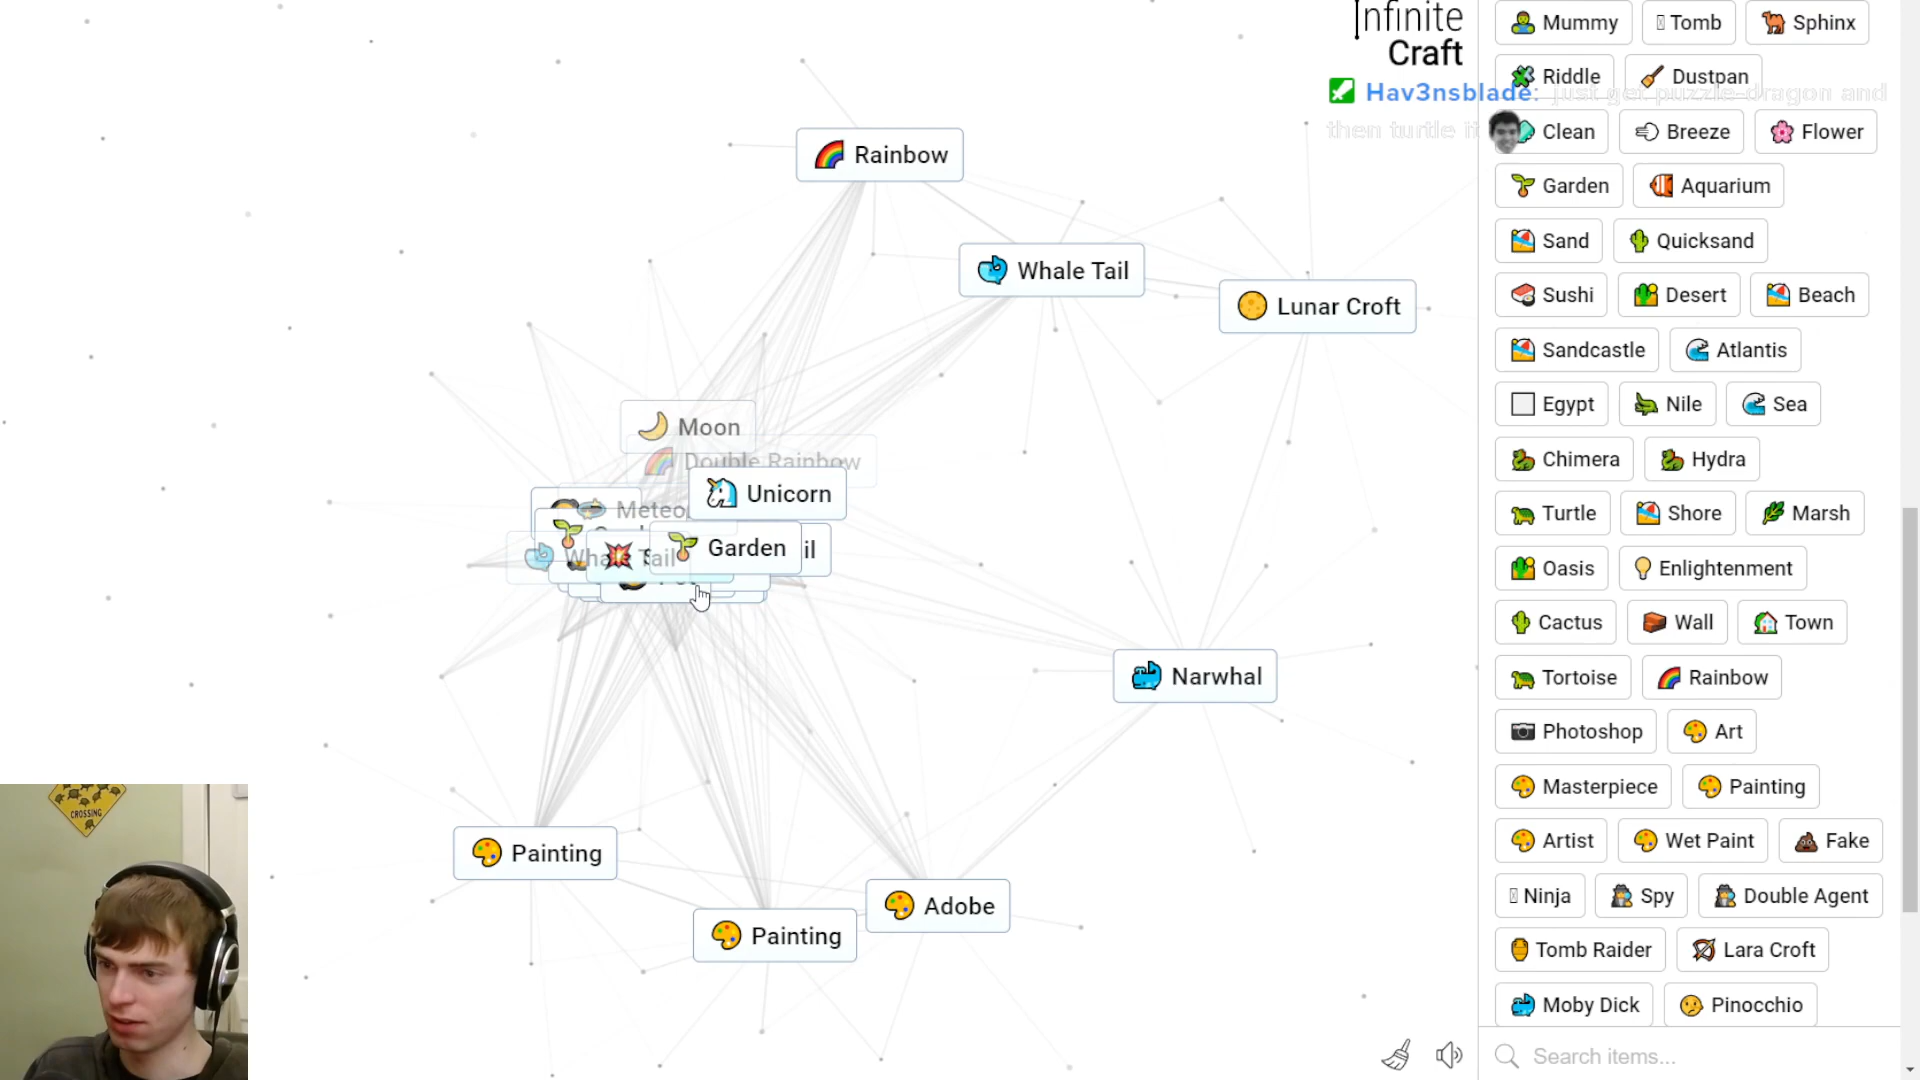 Infinite
Craft
Hav3nsblade: just get puzzle-dragon and
then turtle it
Rainbow
Whale Tail
Lunar Croft
Moon
Double Rainbow
Unicorn
Meteo
Garden
il
Whale Tail
Narwhal
Painting
Painting
Adobe
CROSSING
Mummy
Tomb
Sphinx
Riddle
Dustpan
Clean
Breeze
Flower
Garden
Aquarium
Sand
Quicksand
Sushi
Desert
Beach
Sandcastle
Atlantis
Egypt
Nile
Sea
Chimera
Hydra
Turtle
Shore
Marsh
Oasis
Enlightenment
Cactus
Wall
Town
Tortoise
Rainbow
Photoshop
Art
Masterpiece
Painting
Artist
Wet Paint
Fake
Ninja
Spy
Double Agent
Tomb Raider
Lara Croft
Moby Dick
Pinocchio
Search items...